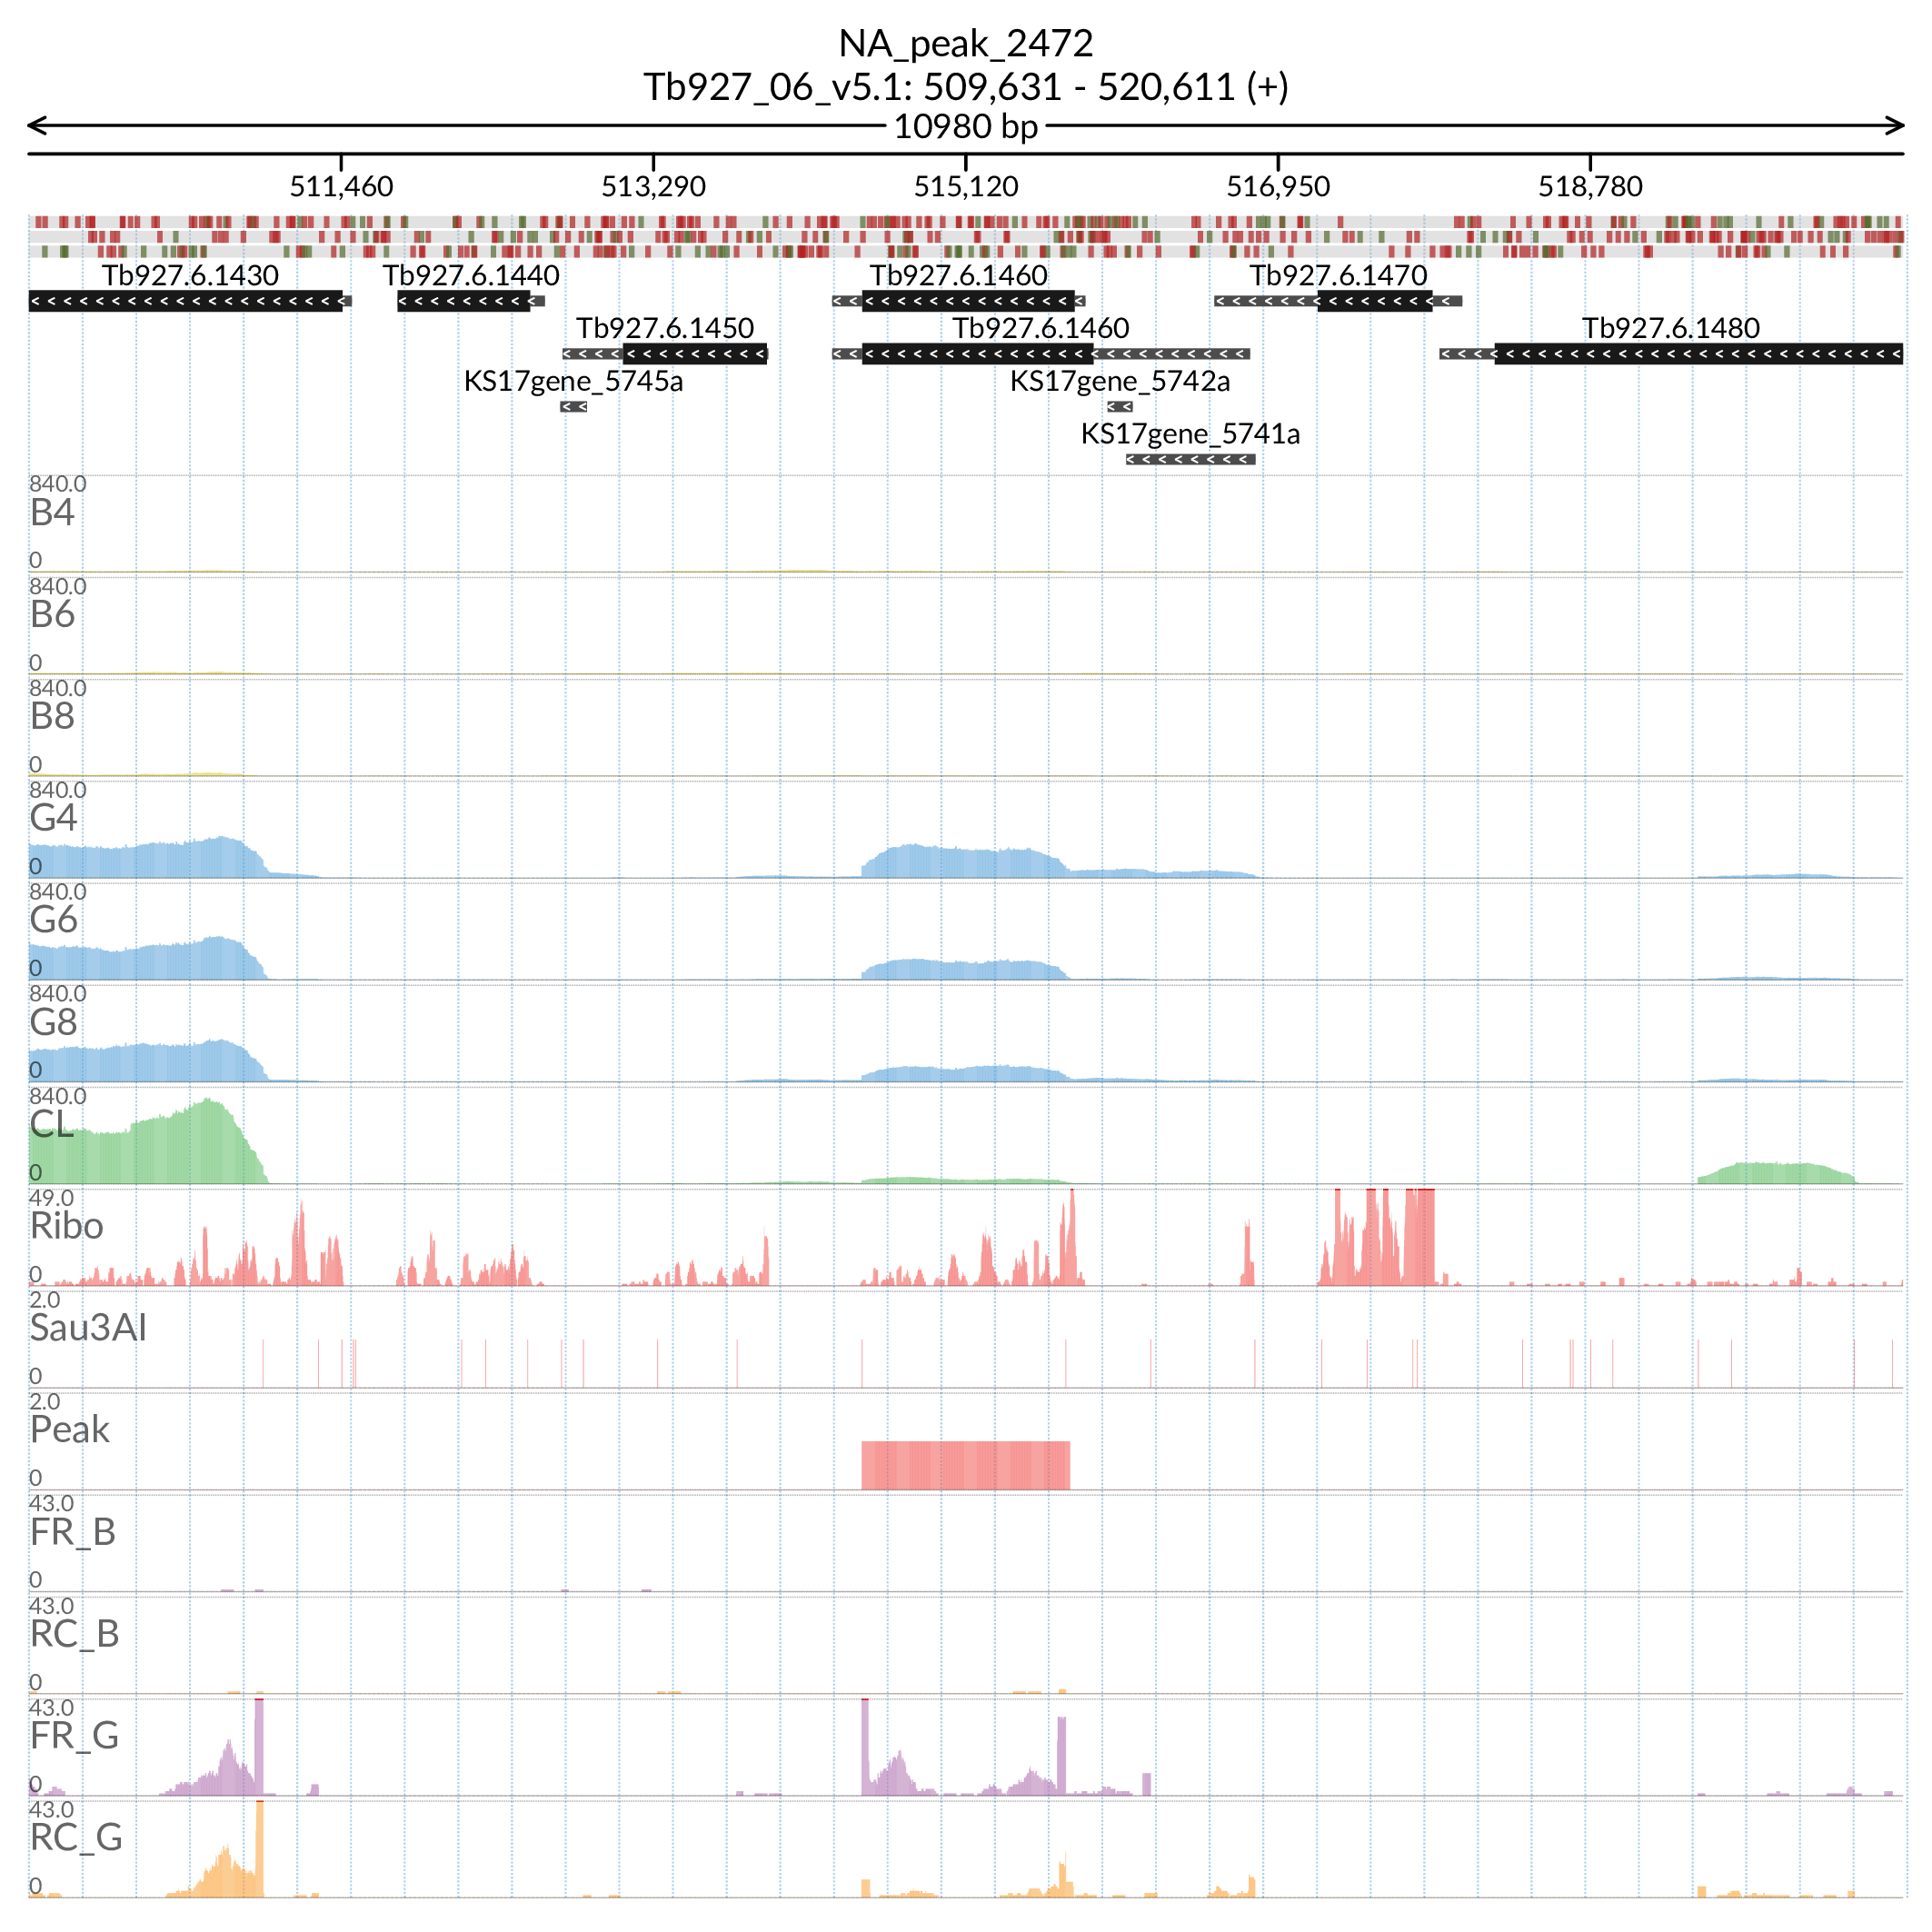 NA_peak_2472
Tb927_06_v5.1: 509,631 - 520,611 (+)
10980 bp
511,460 513,290 515,120 516,950 518,780
Tb927.6.1430 Tb927.6.1440 Tb927.6.1460 Tb927.6.1470
Tb927.6.1450 Tb927.6.1460 Tb927.6.1480
KS17gene_5745a KS17gene_5742a
KS17gene_5741a
840.0
B4
0
840.0
B6
0
840.0
B8
0
840.0
G4
0
840.0
G6
0
840.0
G8
0
840.0
CL
0
49.0
Ribo
0
2.0
Sau3AI
0
2.0
Peak
0
43.0
FR_B
0
43.0
RC_B
0
43.0
FR_G
0
43.0
RC_G
0